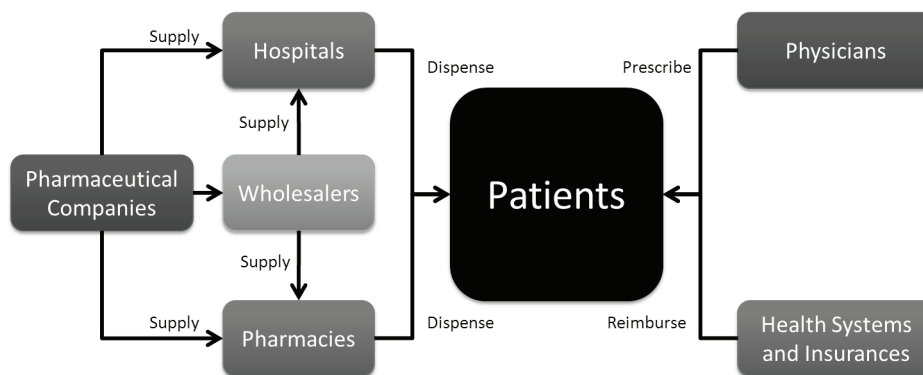 Supply
Hospitals
Dispense
Prescribe
Physicians
Supply
Pharmaceutical
Companies
Wholesalers
Patients
Supply
Supply
Pharmacies
Dispense
Reimburse
Health Systems
and Insurances